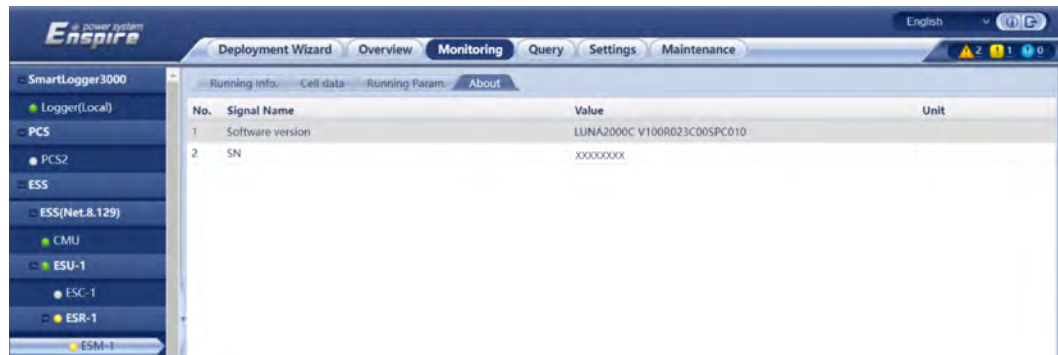 power system
Enspire
English
Deployment Wizard Overview Monitoring Query Settings Maintenance
2 1 0
SmartLogger3000
Logger(Local)
PCS
PCS2
ESS
ESS(Net.8.129)
CMU
ESU-1
ESC-1
ESR-1
ESM-1
Running Info. Cell data Running Param. About
No. Signal Name Value Unit
1 Software version LUNA2000C V100R023C00SPC010
2 SN XXXXXXXX